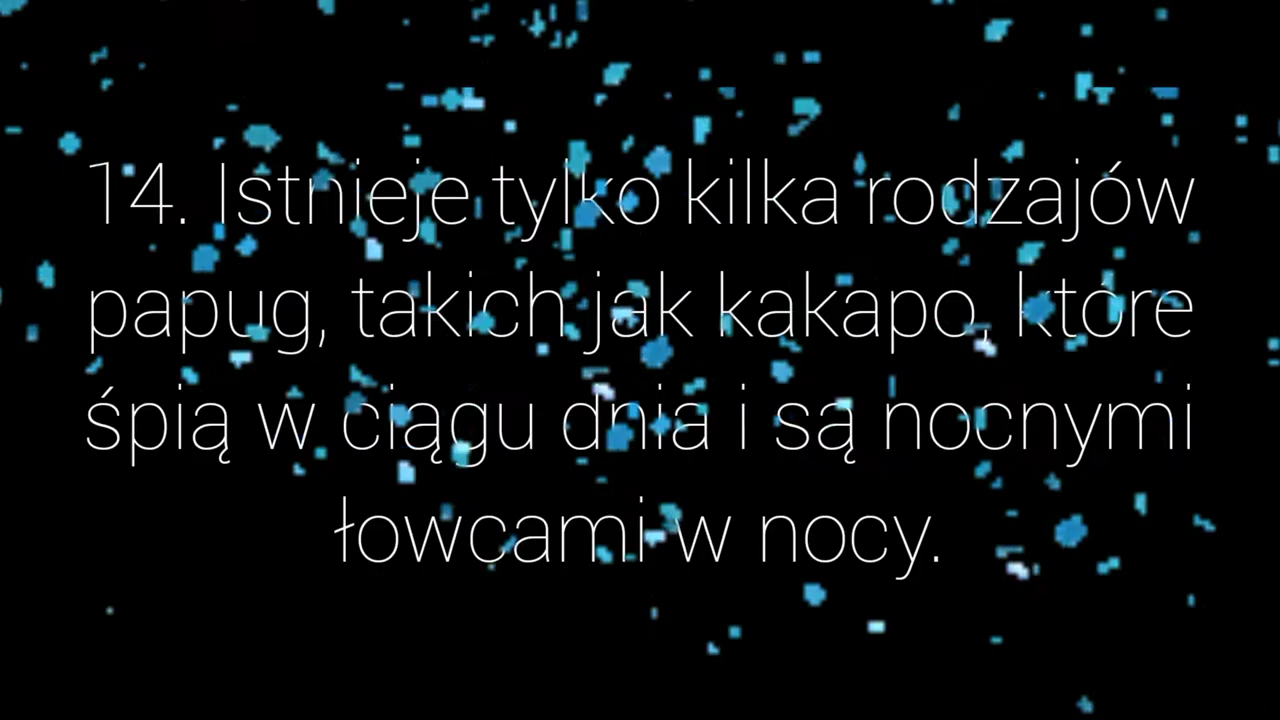 14. Istnieje tylko kilka rodzajów
papug, takich jak kakapo, które
śpią w ciągu dnia i są nocnymi
łowcami w nocy.